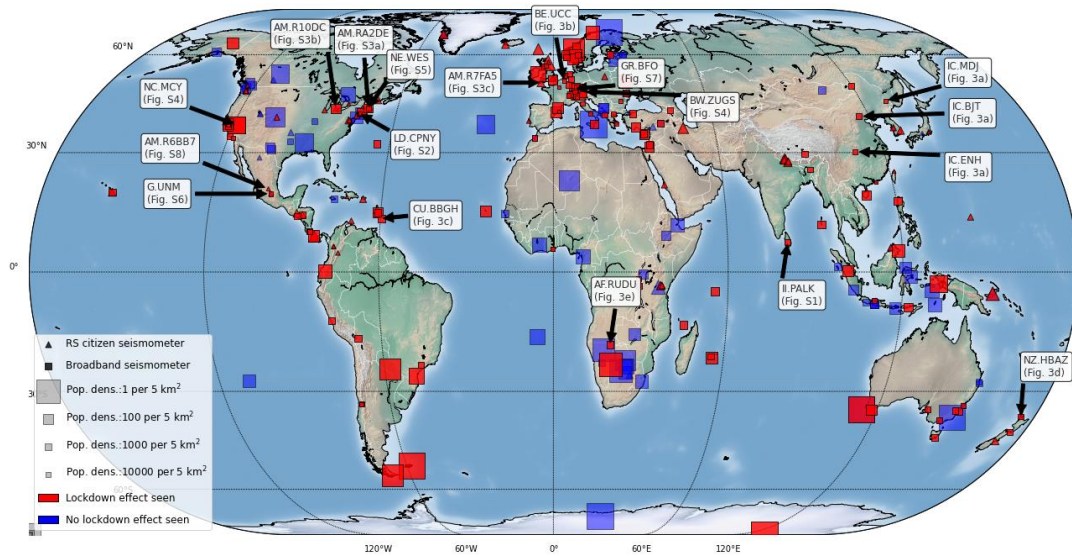 60°N
30°N
0°
30°S
60°S
120°W
60°W
0°
60°E
120°E
AM.R10DC
(Fig. S3b)
AM.RA2DE
(Fig. S3a)
NE.WES
(Fig. S5)
BE.UCC
(Fig. 3b)
GR.BFO
(Fig. S7)
IC.MDJ
(Fig. 3a)
NC.MCY
(Fig. S4)
AM.R7FA5
(Fig. S3c)
BW.ZUGS
(Fig. S4)
IC.BJT
(Fig. 3a)
AM.R6BB7
(Fig. S8)
LD.CPNY
(Fig. S2)
IC.ENH
(Fig. 3a)
G.UNM
(Fig. S6)
CU.BBGH
(Fig. 3c)
AF.RUDU
(Fig. 3e)
II.PALK
(Fig. S1)
NZ.HBAZ
(Fig. 3d)
RS citizen seismometer
Broadband seismometer
Pop. dens.:1 per 5 km²
Pop. dens.:100 per 5 km²
Pop. dens.:1000 per 5 km²
Pop. dens.:10000 per 5 km²
Lockdown effect seen
No lockdown effect seen